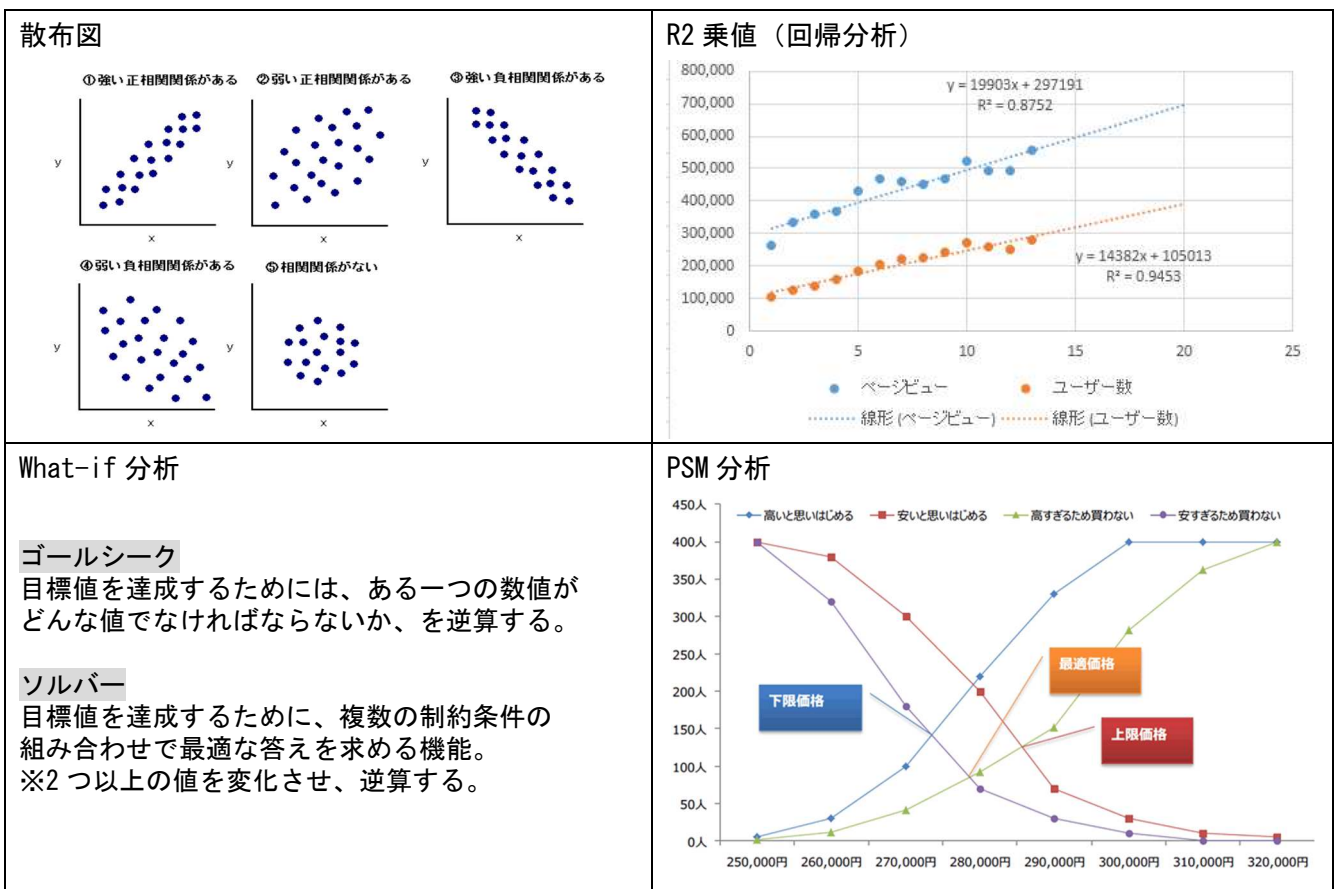 散布図
①強い正相関関係がある ②弱い正相関関係がある ③強い負相関関係がある
y y y
x x x
④弱い負相関関係がある ⑤相関関係がない
y y
x x
R2 乗値（回帰分析）
800,000
700,000
600,000
500,000
400,000
300,000
200,000
100,000
0
y = 19903x + 297191
R² = 0.8752
y = 14382x + 105013
R² = 0.9453
0 5 10 15 20 25
ページビュー ユーザー数
線形 (ページビュー) 線形 (ユーザー数)
What-if 分析
ゴールシーク
目標値を達成するためには、ある一つの数値が
どんな値でなければならないか、を逆算する。
ソルバー
目標値を達成するために、複数の制約条件の
組み合わせで最適な答えを求める機能。
※2 つ以上の値を変化させ、逆算する。
PSM 分析
450人
400人
350人
300人
250人
200人
150人
100人
50人
0人
高いと思いはじめる 安いと思いはじめる 高すぎるため買わない 安すぎるため買わない
最適価格
下限価格
上限価格
250,000円 260,000円 270,000円 280,000円 290,000円 300,000円 310,000円 320,000円